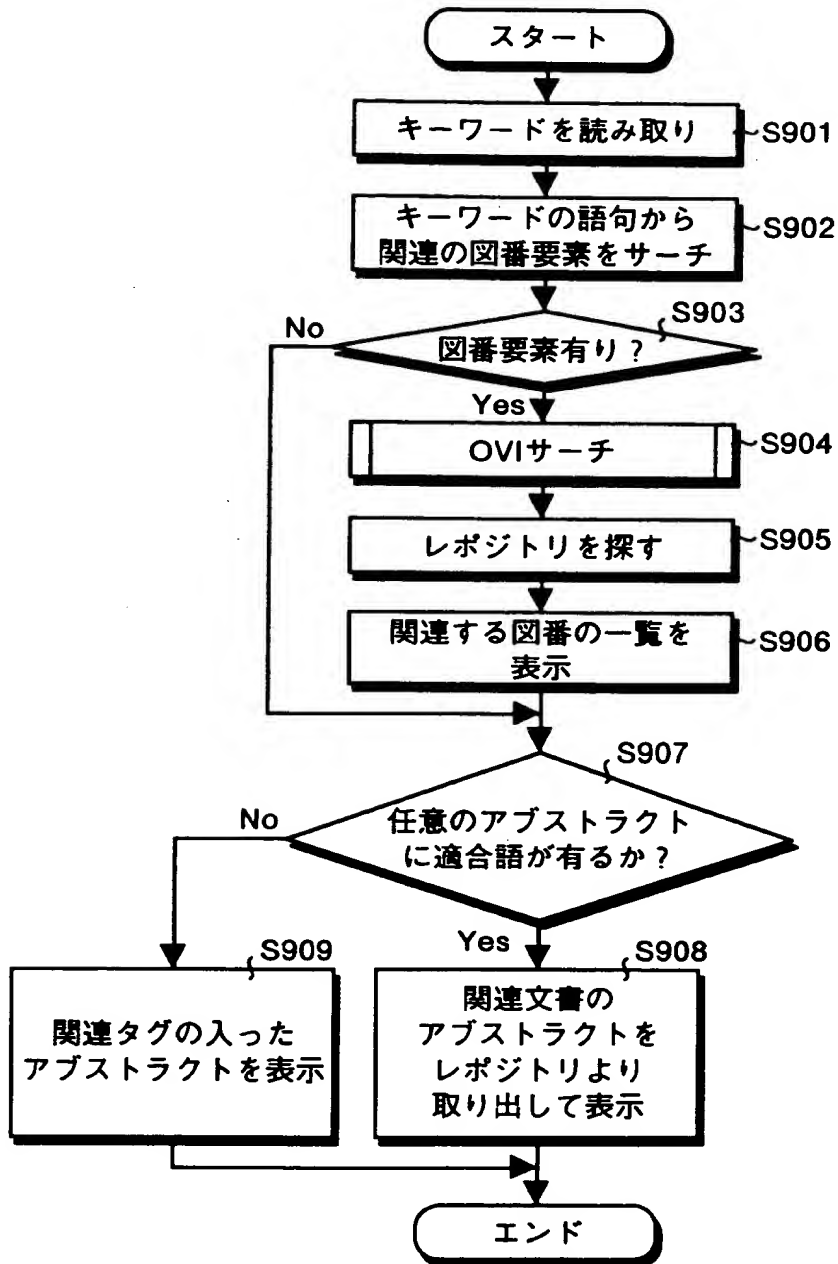 スタート
キーワードを読み取り
S901
キーワードの語句から
関連の図番要素をサーチ
S902
S903
図番要素有り？
No
Yes
OVIサーチ
S904
レポジトリを探す
S905
関連する図番の一覧を
表示
S906
S907
任意のアブストラクト
に適合語が有るか？
No
Yes
S909
関連タグの入った
アブストラクトを表示
S908
関連文書の
アブストラクトを
レポジトリより
取り出して表示
エンド